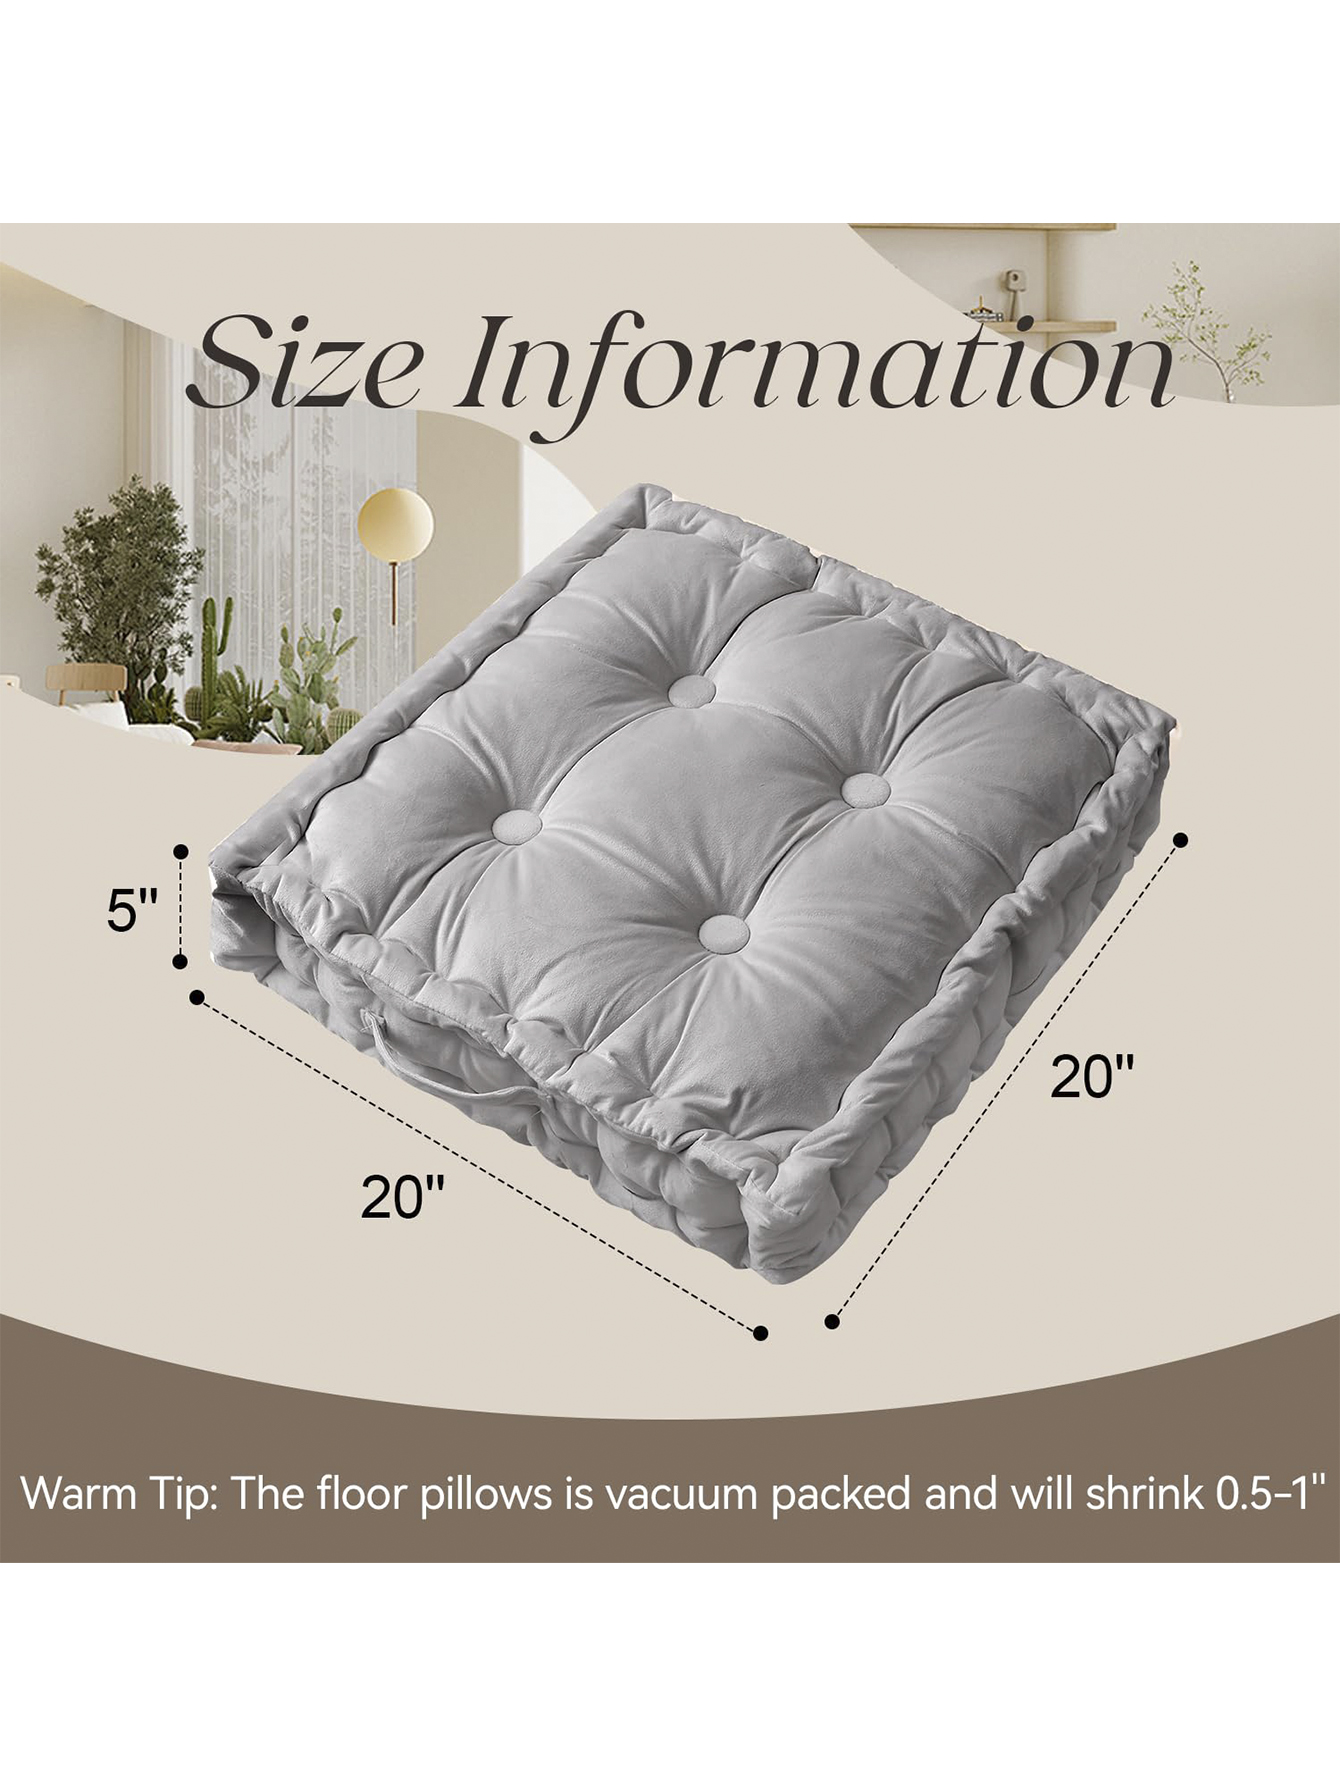 Size Information
5"
20"
20"
Warm Tip: The floor pillows is vacuum packed and will shrink 0.5-1"